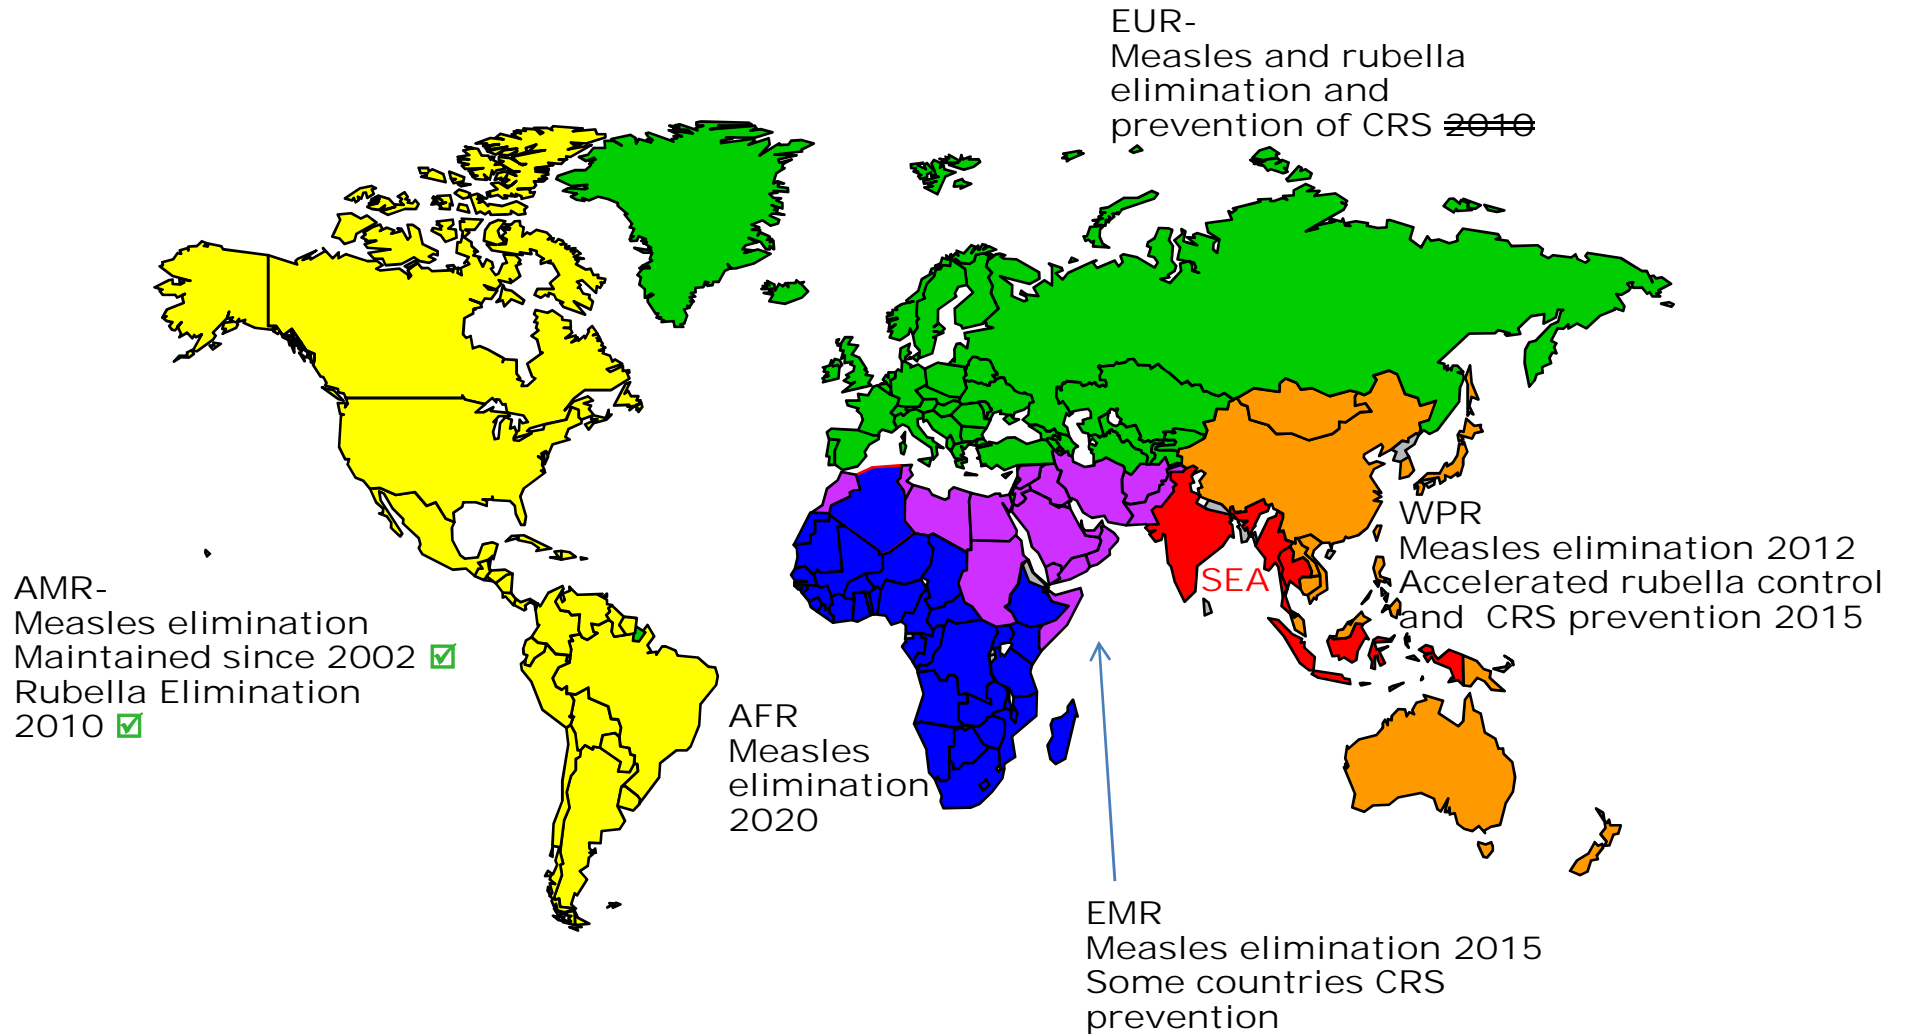 EUR-
Measles and rubella
elimination and
prevention of CRS 2010
WPR
Measles elimination 2012
Accelerated rubella control
and CRS prevention 2015
SEA
AMR-
Measles elimination
Maintained since 2002 ☑
Rubella Elimination
2010 ☑
AFR
Measles
elimination
2020
EMR
Measles elimination 2015
Some countries CRS
prevention